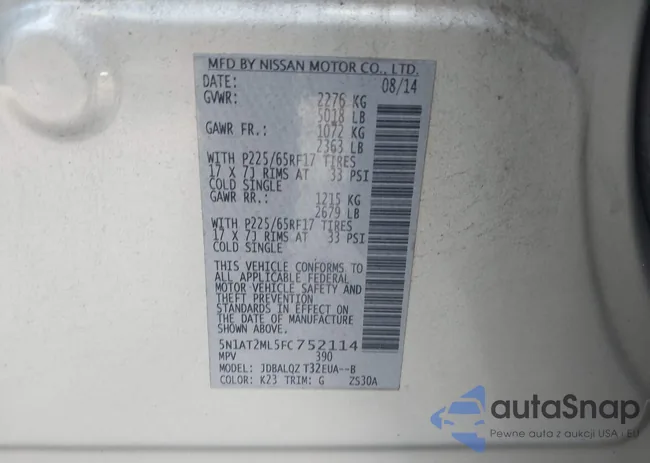 MFD BY NISSAN MOTOR CO., LTD.
DATE: 08/14
GVWR: 2276 KG
5018 LB
GAWR FR.: 1072 KG
2363 LB
WITH P225/65RF17 TIRES
17 X 7J RIMS AT 33 PSI
COLD SINGLE
GAWR RR.: 1215 KG
2679 LB
WITH P225/65RF17 TIRES
17 X 7J RIMS AT 33 PSI
COLD SINGLE
THIS VEHICLE CONFORMS TO
ALL APPLICABLE FEDERAL
MOTOR-VEHICLE SAFETY AND
THEFT PREVENTION
STANDARDS IN EFFECT ON
THE DATE OF MANUFACTURE
SHOWN ABOVE.
5N1AT2ML5FC752114
MPV 390
MODEL: JDBALQZ T32EUA--B
COLOR: K23 TRIM: G ZS30A
autaSnap
Pewne auta z aukcji USA i EU